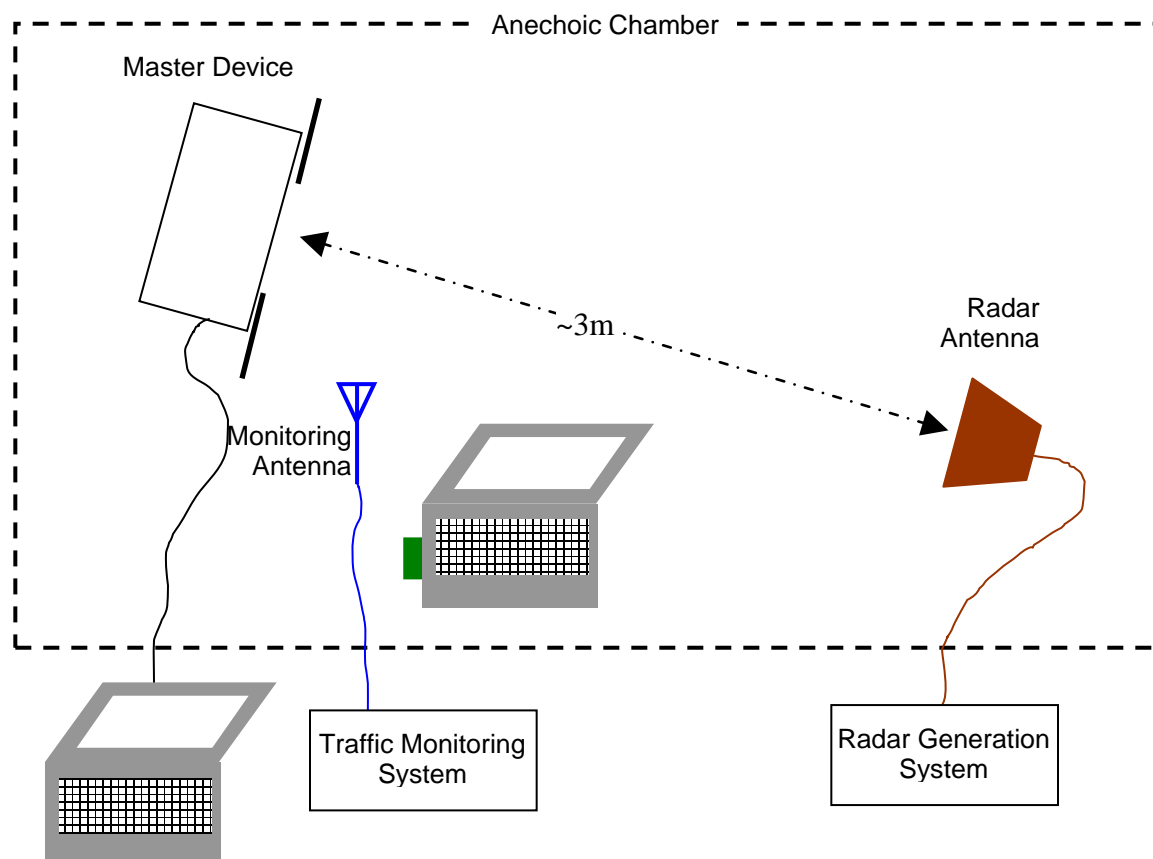 Anechoic Chamber
Master Device
~3m
Radar
Antenna
Monitoring
Antenna
Traffic Monitoring
System
Radar Generation
System